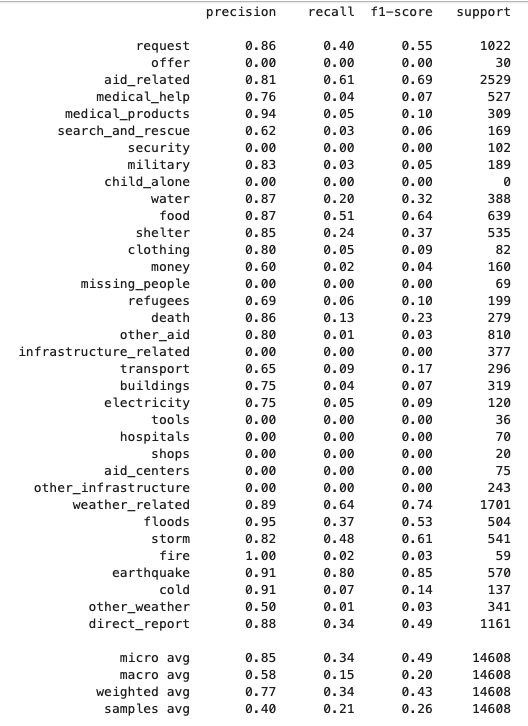 precision recall f1-score support
request 0.86 0.40 0.55 1022
offer 0.00 0.00 0.00 30
aid_related 0.81 0.61 0.69 2529
medical_help 0.76 0.04 0.07 527
medical_products 0.94 0.05 0.10 309
search_and_rescue 0.62 0.03 0.06 169
security 0.00 0.00 0.00 102
military 0.83 0.03 0.05 189
child_alone 0.00 0.00 0.00 0
water 0.87 0.20 0.32 388
food 0.87 0.51 0.64 639
shelter 0.85 0.24 0.37 535
clothing 0.80 0.05 0.09 82
money 0.60 0.02 0.04 160
missing_people 0.00 0.00 0.00 69
refugees 0.69 0.06 0.10 199
death 0.86 0.13 0.23 279
other_aid 0.80 0.01 0.03 810
infrastructure_related 0.00 0.00 0.00 377
transport 0.65 0.09 0.17 296
buildings 0.75 0.04 0.07 319
electricity 0.75 0.05 0.09 120
tools 0.00 0.00 0.00 36
hospitals 0.00 0.00 0.00 70
shops 0.00 0.00 0.00 20
aid_centers 0.00 0.00 0.00 75
other_infrastructure 0.00 0.00 0.00 243
weather_related 0.89 0.64 0.74 1701
floods 0.95 0.37 0.53 504
storm 0.82 0.48 0.61 541
fire 1.00 0.02 0.03 59
earthquake 0.91 0.80 0.85 570
cold 0.91 0.07 0.14 137
other_weather 0.50 0.01 0.03 341
direct_report 0.88 0.34 0.49 1161
micro avg 0.85 0.34 0.49 14608
macro avg 0.58 0.15 0.20 14608
weighted avg 0.77 0.34 0.43 14608
samples avg 0.40 0.21 0.26 14608